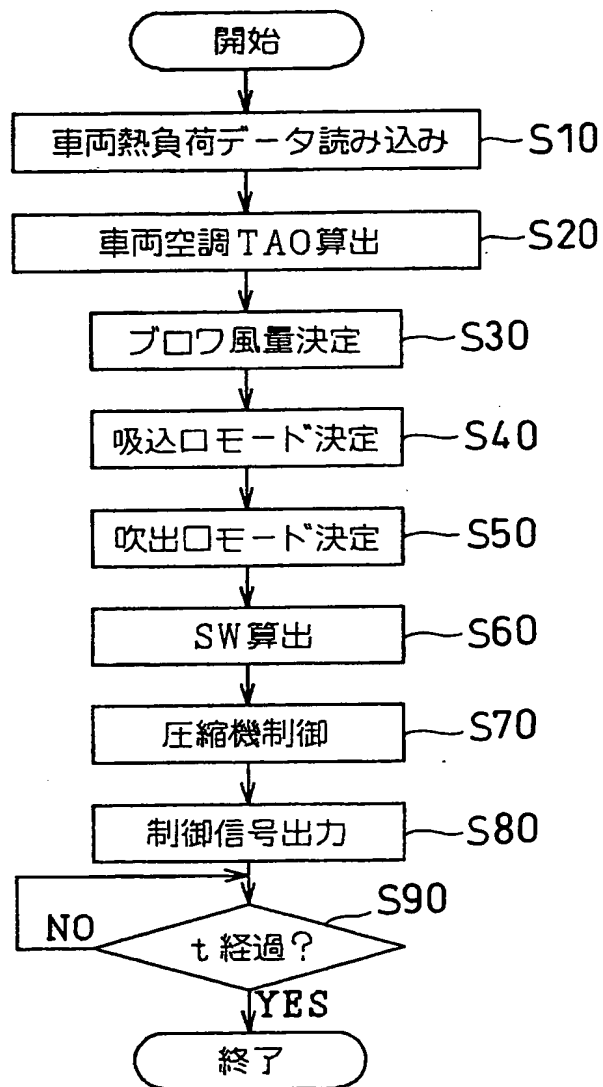 開始
車両熱負荷データ読み込み S10
車両空調TAO算出 S20
ブロワ風量決定 S30
吸込口モード決定 S40
吹出口モード決定 S50
SW算出 S60
圧縮機制御 S70
制御信号出力 S80
S90
NO
t経過?
YES
終了